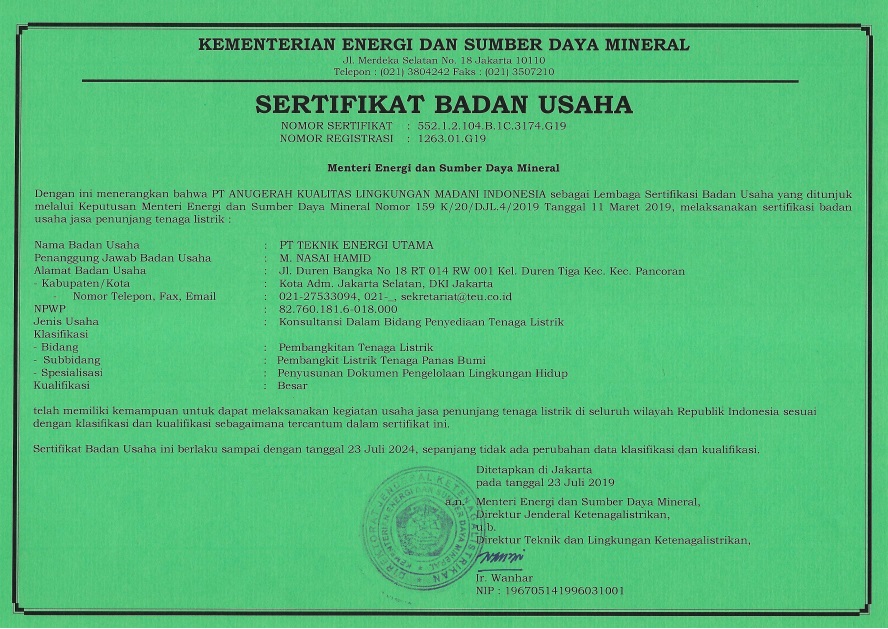 KEMENTERIAN ENERGI DAN SUMBER DAYA MINERAL
Jl. Merdeka Selatan No. 18 Jakarta 10110
Telepon : (021) 3804242 Faks : (021) 3507210
SERTIFIKAT BADAN USAHA
NOMOR SERTIFIKAT : 552.1.2.104.B.1C.3174.G19
NOMOR REGISTRASI : 1263.01.G19
Menteri Energi dan Sumber Daya Mineral
Dengan ini menerangkan bahwa PT ANUGERAH KUALITAS LINGKUNGAN MADANI INDONESIA sebagai Lembaga Sertifikasi Badan Usaha yang ditunjuk
melalui Keputusan Menteri Energi dan Sumber Daya Mineral Nomor 159 K/20/DJL.4/2019 Tanggal 11 Maret 2019, melaksanakan sertifikasi badan
usaha jasa penunjang tenaga listrik :
Nama Badan Usaha : PT TEKNIK ENERGI UTAMA
Penanggung Jawab Badan Usaha : M. NASAI HAMID
Alamat Badan Usaha : Jl. Duren Bangka No 18 RT 014 RW 001 Kel. Duren Tiga Kec. Kec. Pancoran
- Kabupaten/Kota : Kota Adm. Jakarta Selatan, DKI Jakarta
- Nomor Telepon, Fax, Email : 021-27533094, 021-_, sekretariat@teu.co.id
NPWP : 82.760.181.6-018.000
Jenis Usaha : Konsultansi Dalam Bidang Penyediaan Tenaga Listrik
Klasifikasi
- Bidang : Pembangkitan Tenaga Listrik
- Subbidang : Pembangkit Listrik Tenaga Panas Bumi
- Spesialisasi : Penyusunan Dokumen Pengelolaan Lingkungan Hidup
Kualifikasi : Besar
telah memiliki kemampuan untuk dapat melaksanakan kegiatan usaha jasa penunjang tenaga listrik di seluruh wilayah Republik Indonesia sesuai
dengan klasifikasi dan kualifikasi sebagaimana tercantum dalam sertifikat ini.
Sertifikat Badan Usaha ini berlaku sampai dengan tanggal 23 Juli 2024, sepanjang tidak ada perubahan data klasifikasi dan kualifikasi.
Ditetapkan di Jakarta
pada tanggal 23 Juli 2019
a.n. Menteri Energi dan Sumber Daya Mineral,
Direktur Jenderal Ketenagalistrikan,
u.b.
Direktur Teknik dan Lingkungan Ketenagalistrikan,
Ir. Wanhar
NIP : 196705141996031001
DIREKTORAT JENDERAL KETENAGALISTRIKAN
KEMENTERIAN ENERGI DAN SUMBER DAYA MINERAL